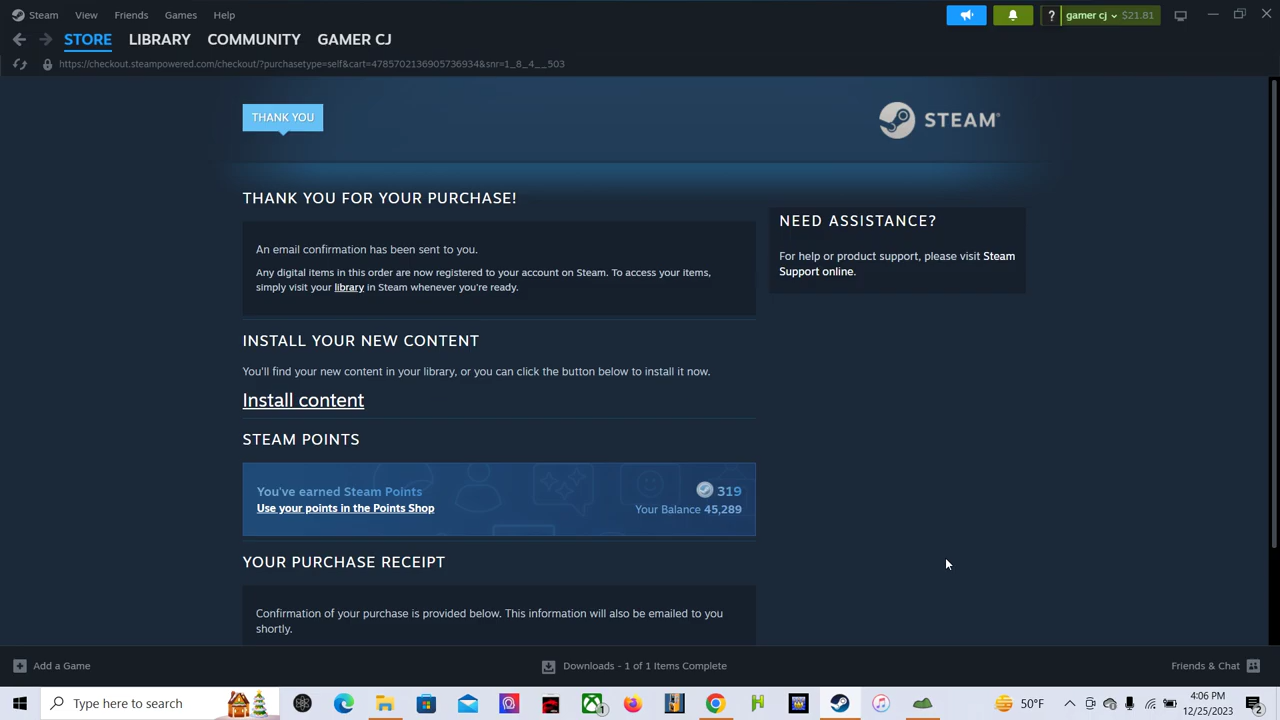 Steam View Friends Games Help
? gamer cj $21.81
STORE LIBRARY COMMUNITY GAMER CJ
https://checkout.steampowered.com/checkout/?purchasetype=self&cart=4785702136905736934&snr=1_8_4__503
THANK YOU
STEAM®
THANK YOU FOR YOUR PURCHASE!
An email confirmation has been sent to you.
Any digital items in this order are now registered to your account on Steam. To access your items,
simply visit your library in Steam whenever you're ready.
NEED ASSISTANCE?
For help or product support, please visit Steam
Support online.
INSTALL YOUR NEW CONTENT
You'll find your new content in your library, or you can click the button below to install it now.
Install content
STEAM POINTS
You've earned Steam Points 319
Use your points in the Points Shop Your Balance 45,289
YOUR PURCHASE RECEIPT
Confirmation of your purchase is provided below. This information will also be emailed to you
shortly.
Add a Game Downloads - 1 of 1 Items Complete Friends & Chat
Type here to search 1 H 50°F 4:06 PM
12/25/2023 2